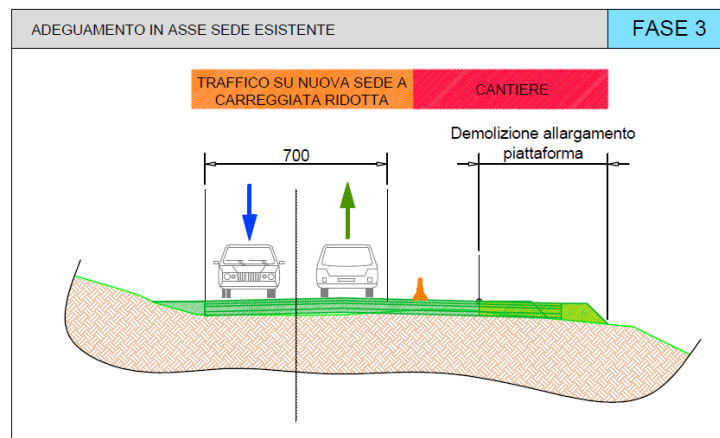 ADEGUAMENTO IN ASSE SEDE ESISTENTE
FASE 3
TRAFFICO SU NUOVA SEDE A
CARREGGIATA RIDOTTA
CANTIERE
Demolizione allargamento
piattaforma
700